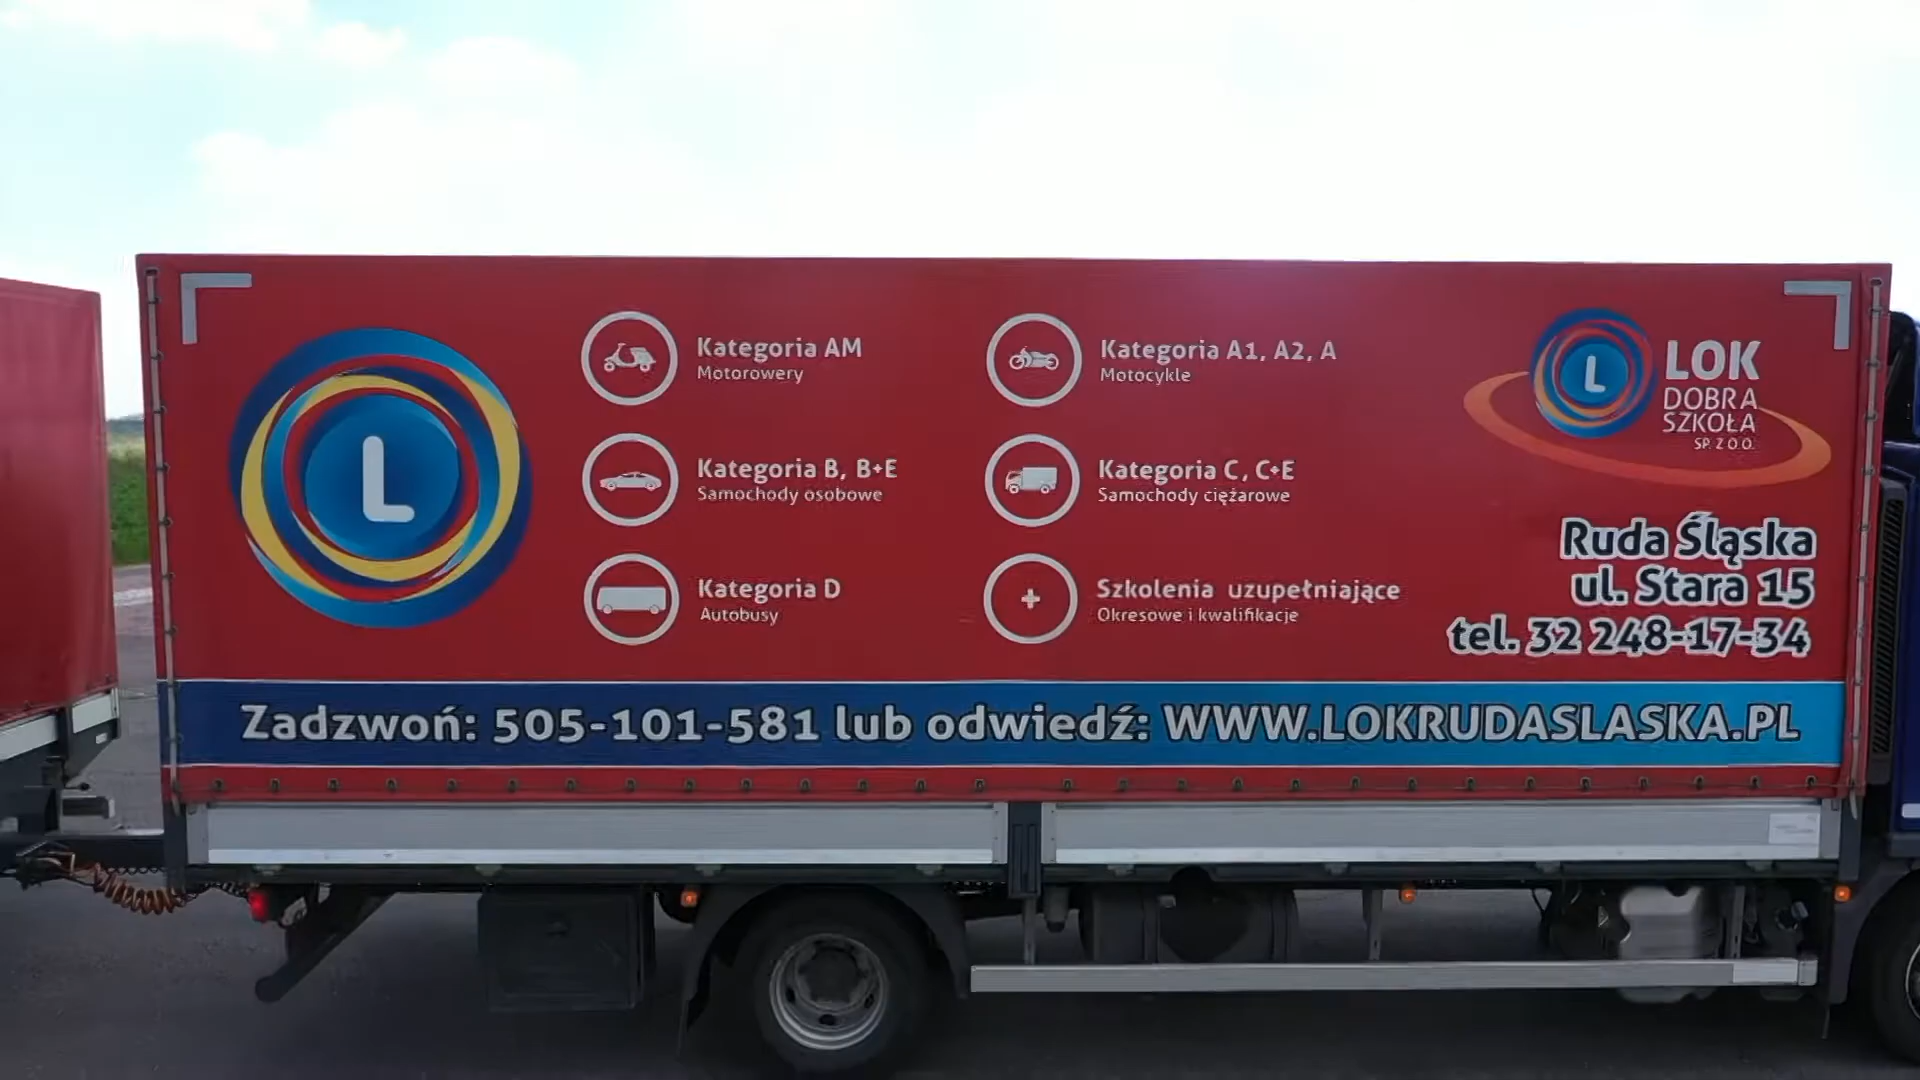 L
Kategoria AM
Motorowery
Kategoria A1, A2, A
Motocykle
Kategoria B, B+E
Samochody osobowe
Kategoria C, C+E
Samochody ciężarowe
Kategoria D
Autobusy
Szkolenia uzupełniające
Okresowe i kwalifikacje
L
LOK
DOBRA
SZKOŁA
SP. Z O.O.
Ruda Śląska
ul. Stara 15
tel. 32 248-17-34
Zadzwoń: 505-101-581 lub odwiedź: WWW.LOKRUDASLASKA.PL